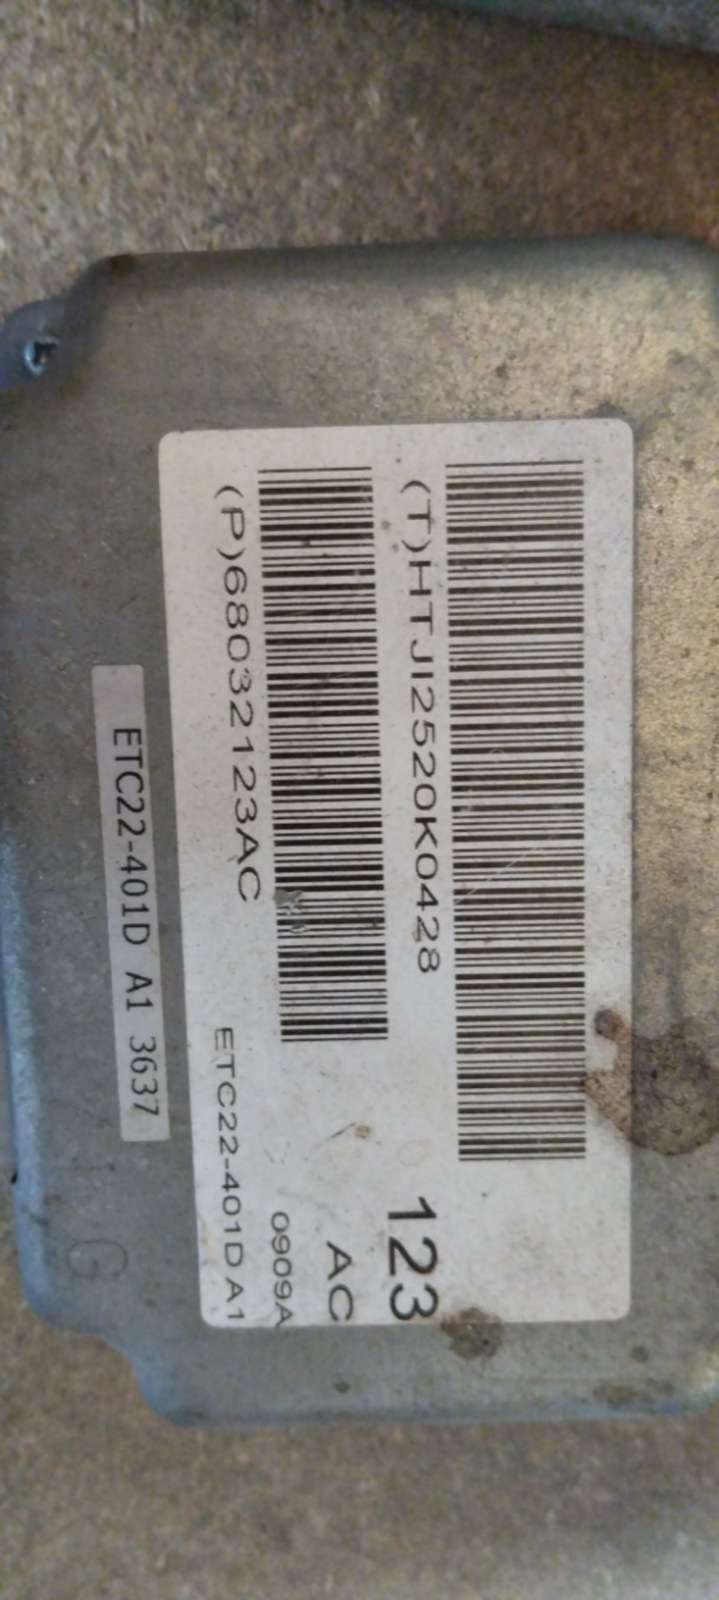 (T)HTJI2520K0428
123
AC
(P)68032123AC
0909A
ETC22-401D A1
ETC22-401D A1 3637
G